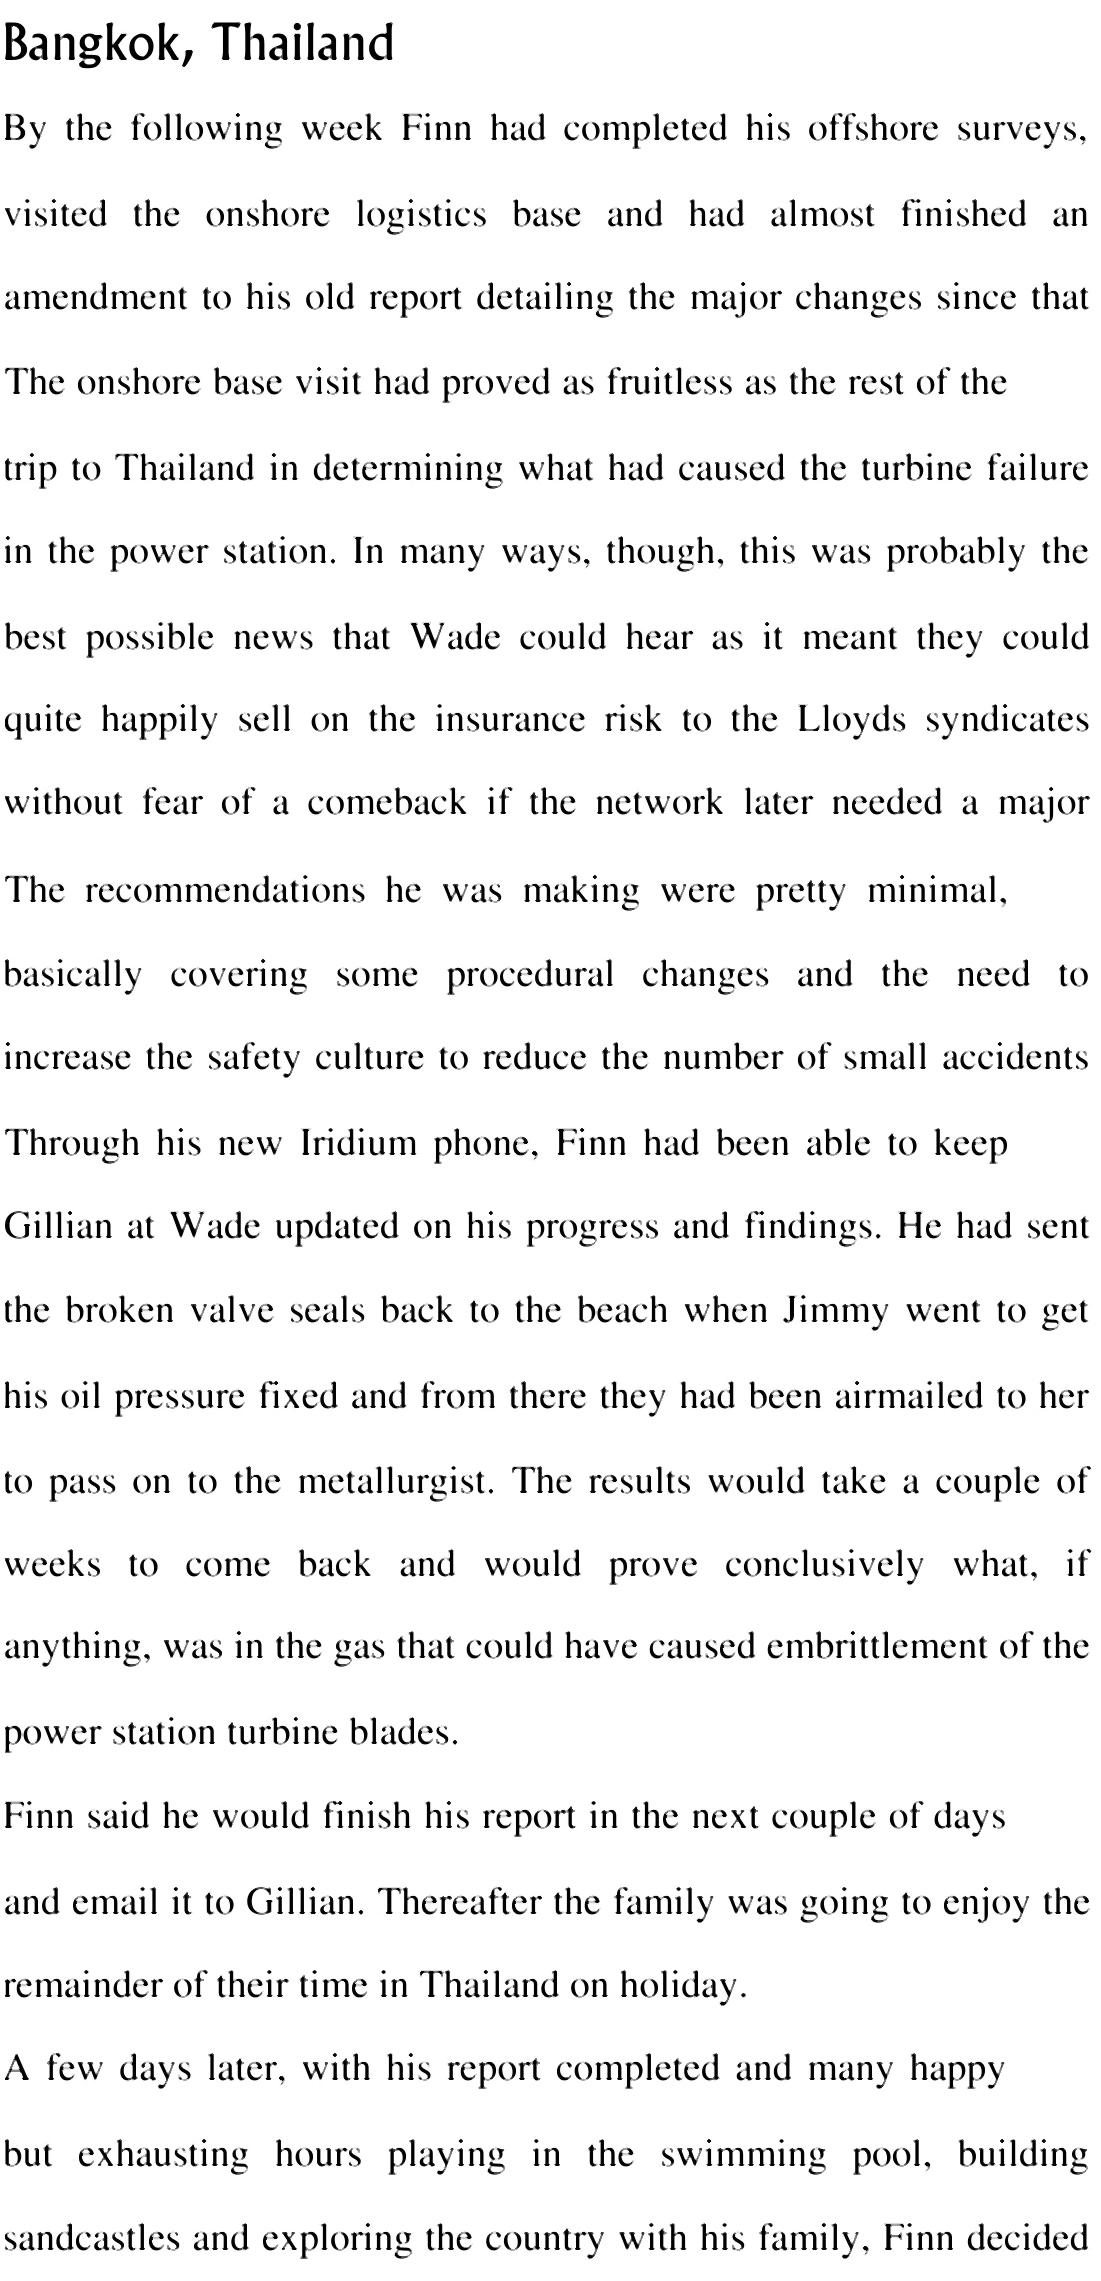 Bangkok, Thailand
By the following week Finn had completed his offshore surveys,
visited the onshore logistics base and had almost finished an
amendment to his old report detailing the major changes since that
The onshore base visit had proved as fruitless as the rest of the
trip to Thailand in determining what had caused the turbine failure
in the power station. In many ways, though, this was probably the
best possible news that Wade could hear as it meant they could
quite happily sell on the insurance risk to the Lloyds syndicates
without fear of a comeback if the network later needed a major
The recommendations he was making were pretty minimal,
basically covering some procedural changes and the need to
increase the safety culture to reduce the number of small accidents
Through his new Iridium phone, Finn had been able to keep
Gillian at Wade updated on his progress and findings. He had sent
the broken valve seals back to the beach when Jimmy went to get
his oil pressure fixed and from there they had been airmailed to her
to pass on to the metallurgist. The results would take a couple of
weeks to come back and would prove conclusively what, if
anything, was in the gas that could have caused embrittlement of the
power station turbine blades.
Finn said he would finish his report in the next couple of days
and email it to Gillian. Thereafter the family was going to enjoy the
remainder of their time in Thailand on holiday.
A few days later, with his report completed and many happy
but exhausting hours playing in the swimming pool, building
sandcastles and exploring the country with his family, Finn decided